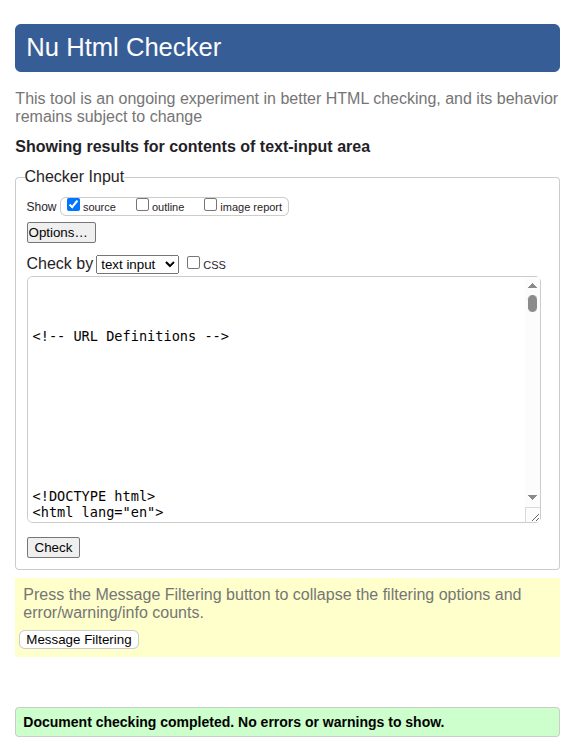 Nu Html Checker
This tool is an ongoing experiment in better HTML checking, and its behavior
remains subject to change
Showing results for contents of text-input area
Checker Input
Show source outline image report
Options...
Check by text input CSS
<!-- URL Definitions -->
<!DOCTYPE html>
<html lang="en">
Check
Press the Message Filtering button to collapse the filtering options and
error/warning/info counts.
Message Filtering
Document checking completed. No errors or warnings to show.